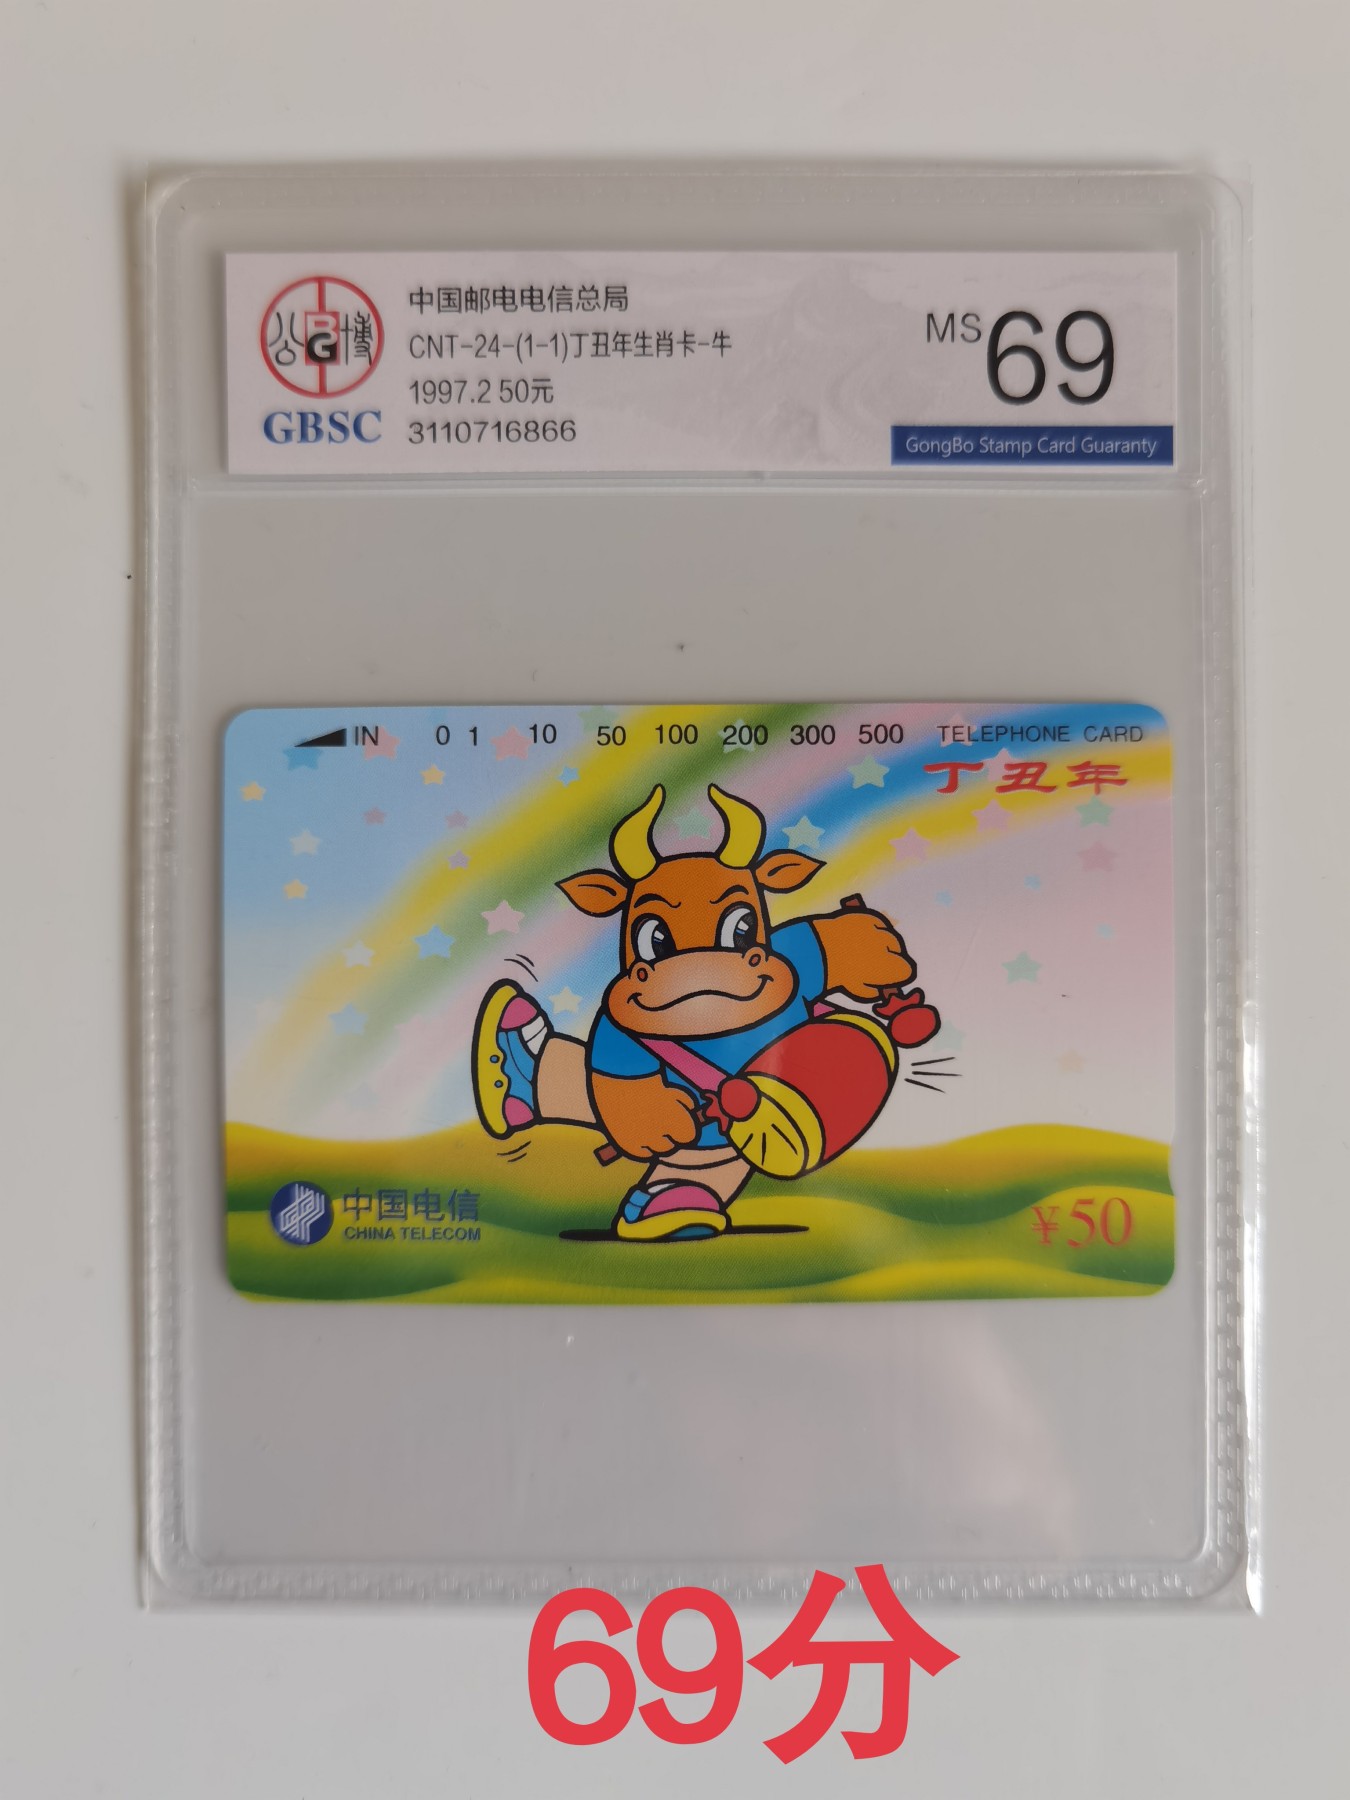 公博
BG
GBSC
中国邮电电信总局
CNT-24-(1-1)丁丑年生肖卡-牛
1997.2 50元
3110716866
MS 69
GongBo Stamp Card Guaranty
IN 0 1 10 50 100 200 300 500 TELEPHONE CARD
丁丑年
中国电信
CHINA TELECOM
¥50
69分